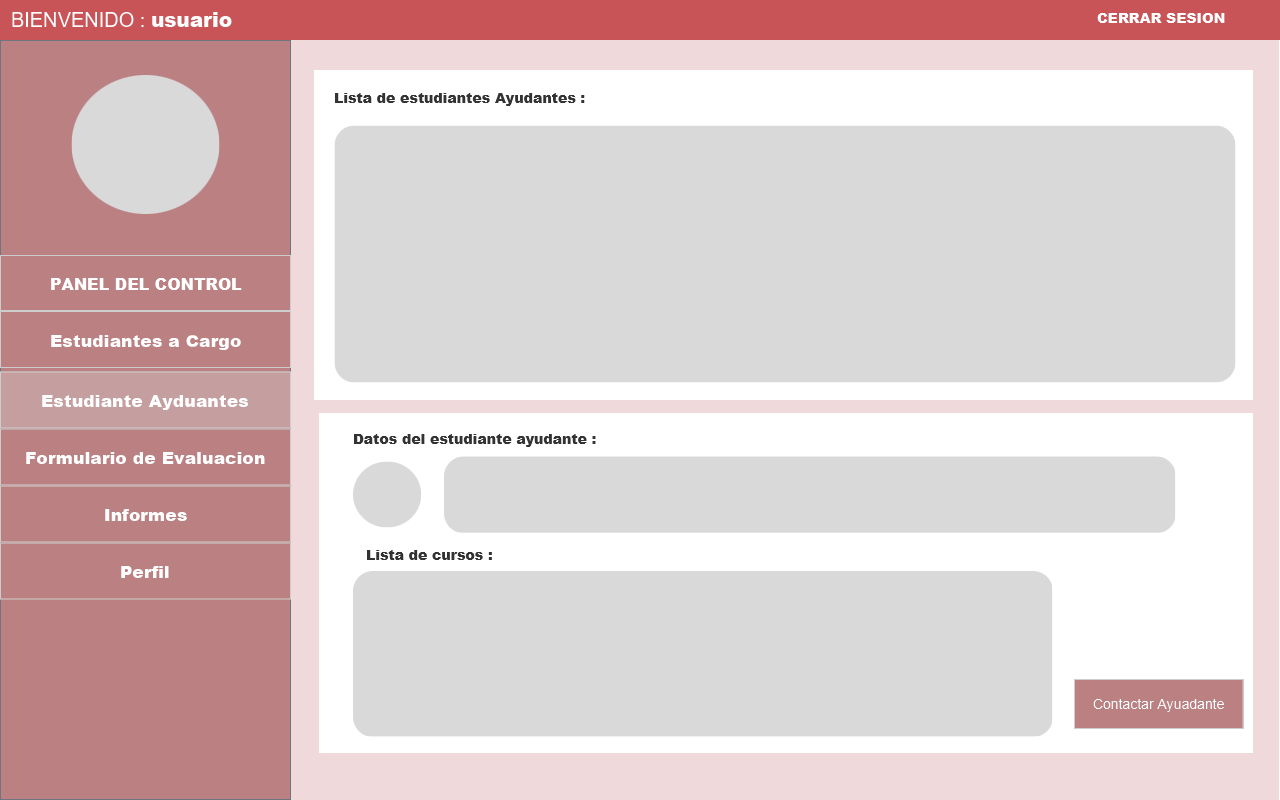 BIENVENIDO : usuario
CERRAR SESION
PANEL DEL CONTROL
Estudiantes a Cargo
Estudiante Ayduantes
Formulario de Evaluacion
Informes
Perfil
Lista de estudiantes Ayudantes :
Datos del estudiante ayudante :
Lista de cursos :
Contactar Ayuadante